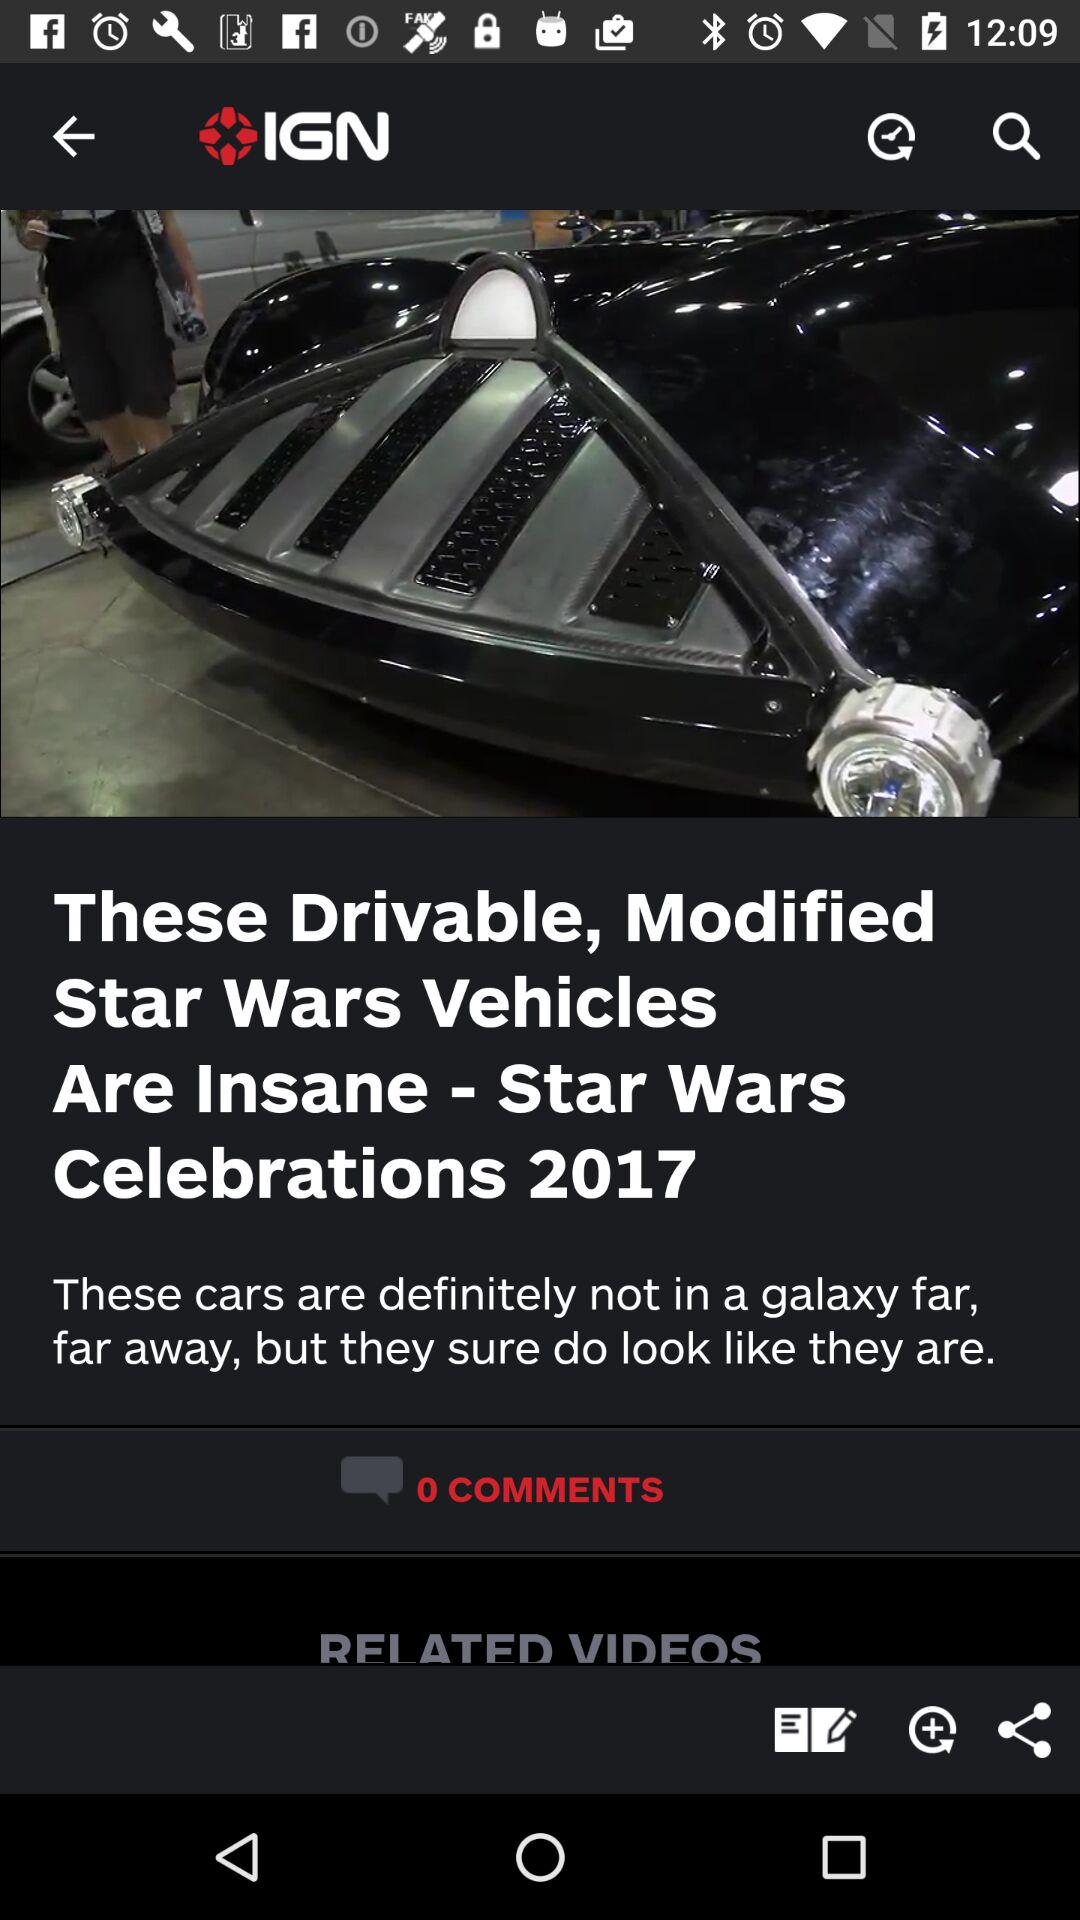 FAKE
12:09
IGN
These Drivable, Modified
Star Wars Vehicles
Are Insane - Star Wars
Celebrations 2017
These cars are definitely not in a galaxy far,
far away, but they sure do look like they are.
0 COMMENTS
RELATED VIDEOS